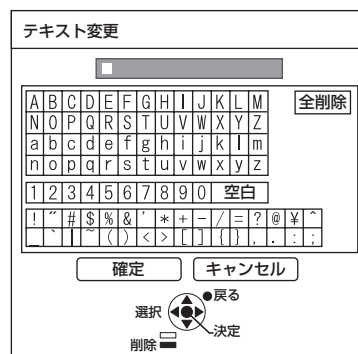 テキスト変更
A B C D E F G H I J K L M 全削除
N O P Q R S T U V W X Y Z
a b c d e f g h i j k l m
n o p q r s t u v w x y z
1 2 3 4 5 6 7 8 9 0 空白
! ˝ # $ % & ' * + − / = ? @ ¥ ^
_ ` | ~ ( ) < > [ ] { } , . : ;
確定 キャンセル
戻る
選択
決定
削除